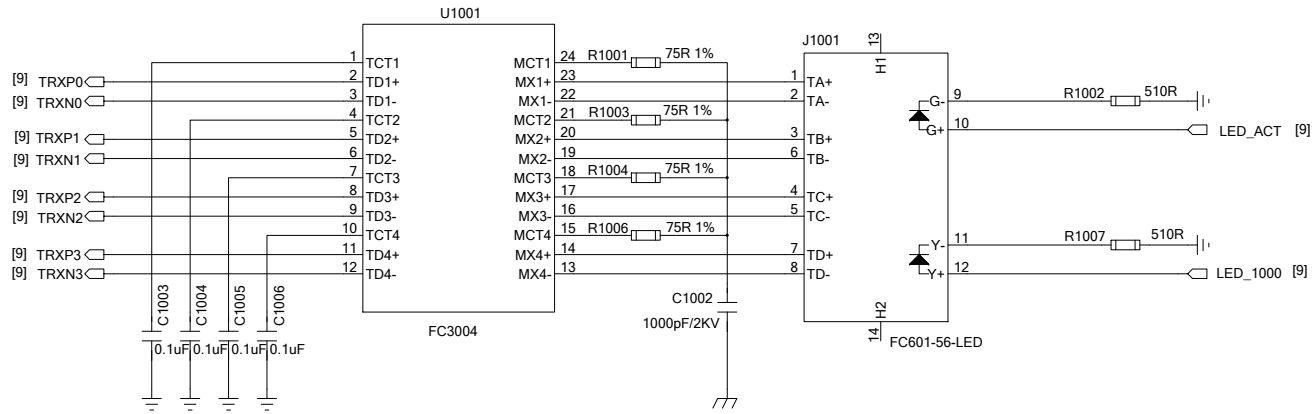 U1001
1 TCT1 MCT1 24 R1001 75R 1%
[9] TRXP0 2 TD1+ MX1+ 23
[9] TRXN0 3 TD1- MX1- 22
4 TCT2 MCT2 21 R1003 75R 1%
[9] TRXP1 5 TD2+ MX2+ 20
[9] TRXN1 6 TD2- MX2- 19
7 TCT3 MCT3 18 R1004 75R 1%
[9] TRXP2 8 TD3+ MX3+ 17
[9] TRXN2 9 TD3- MX3- 16
10 TCT4 MCT4 15 R1006 75R 1%
[9] TRXP3 11 TD4+ MX4+ 14
[9] TRXN3 12 TD4- MX4- 13
FC3004
C1003
0.1uF
C1004
0.1uF
C1005
0.1uF
C1006
0.1uF
C1002
1000pF/2KV
J1001
13
H1
1 TA+
2 TA-
3 TB+
6 TB-
4 TC+
5 TC-
7 TD+
8 TD-
G- 9 R1002 510R
G+ 10 LED_ACT [9]
Y- 11 R1007 510R
Y+ 12 LED_1000 [9]
H2
14
FC601-56-LED